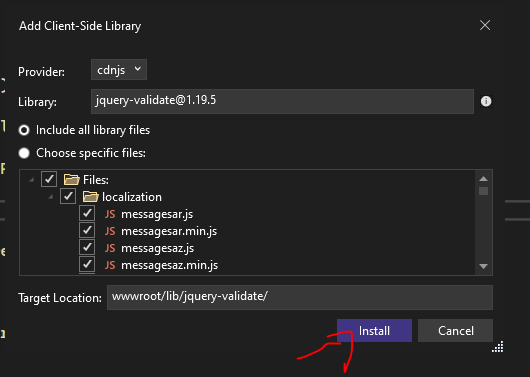 Add Client-Side Library
Provider: cdnjs
Library: jquery-validate@1.19.5
Include all library files
Choose specific files:
Files:
localization
JS messagesar.js
JS messagesar.min.js
JS messagesaz.js
JS messagesaz.min.js
Target Location: wwwroot/lib/jquery-validate/
Install Cancel